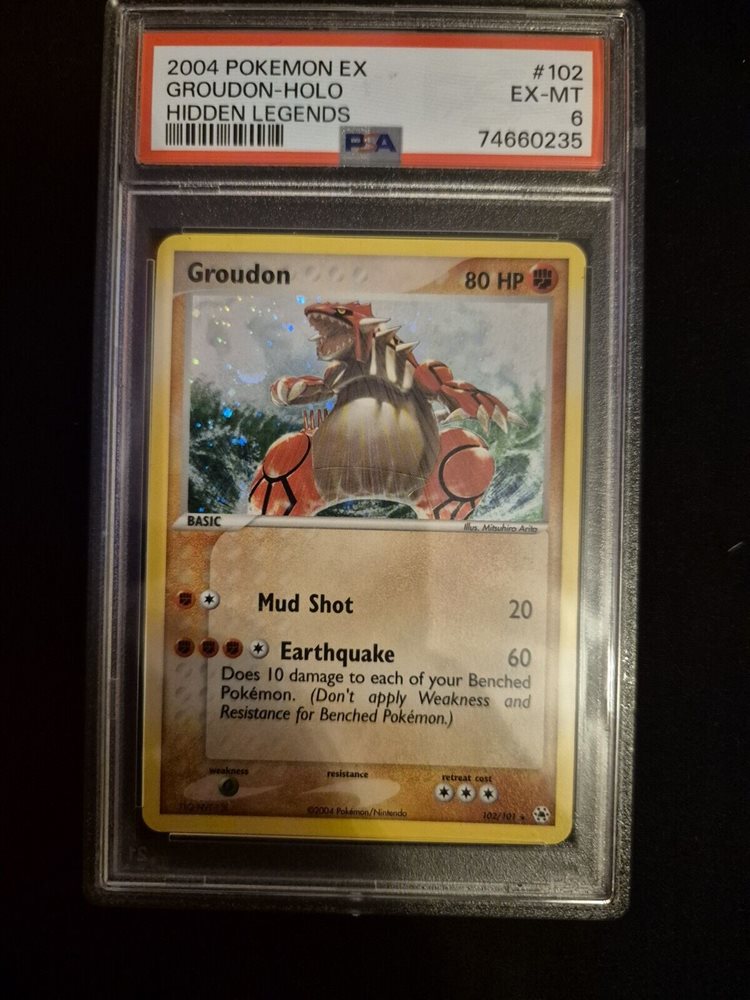 2004 POKEMON EX
GROUDON-HOLO
HIDDEN LEGENDS
#102
EX-MT
6
74660235
PSA
Groudon
80 HP
BASIC
Illus. Mitsuhiro Arita
Mud Shot
20
Earthquake
60
Does 10 damage to each of your Benched
Pokémon. (Don't apply Weakness and
Resistance for Benched Pokémon.)
weakness
resistance
retreat cost
©2004 Pokémon/Nintendo
102/101